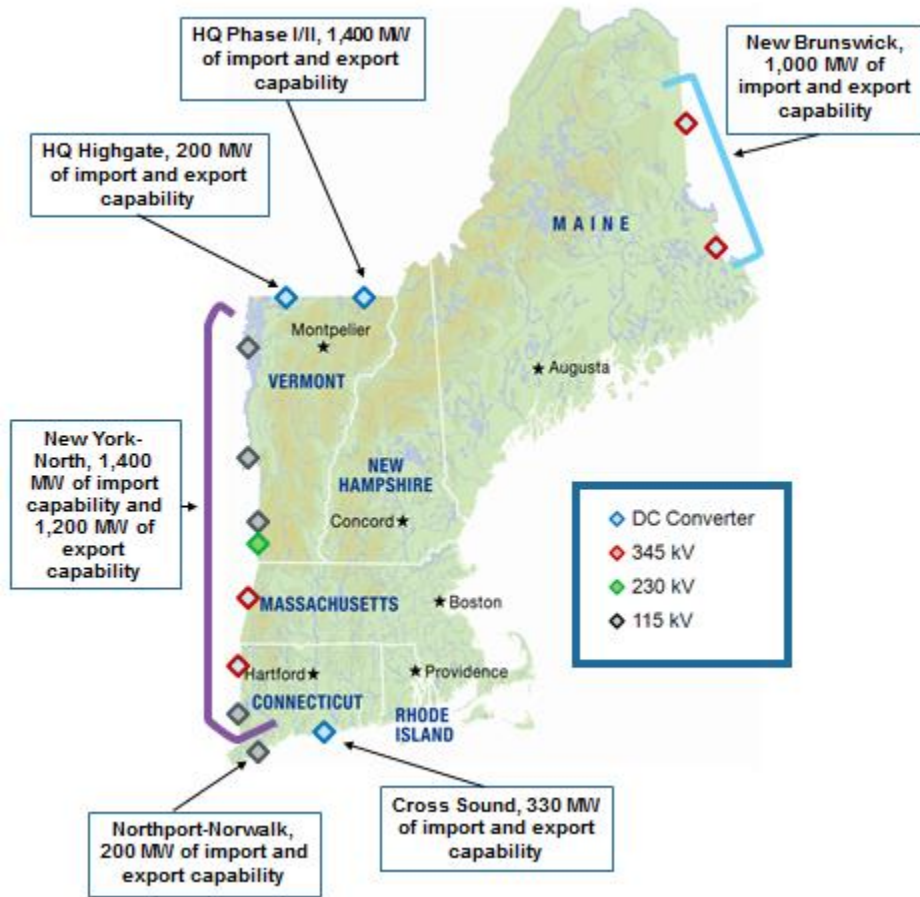 HQ Phase I/II, 1,400 MW
of import and export
capability
New Brunswick,
1,000 MW of
import and export
capability
HQ Highgate, 200 MW
of import and export
capability
MAINE
Montpelier
VERMONT
Augusta
New York-
North, 1,400
MW of import
capability and
1,200 MW of
export
capability
NEW
HAMPSHIRE
Concord
DC Converter
345 kV
230 kV
115 kV
MASSACHUSETTS
Boston
Hartford
Providence
CONNECTICUT
RHODE
ISLAND
Cross Sound, 330 MW
of import and export
capability
Northport-Norwalk,
200 MW of import and
export capability